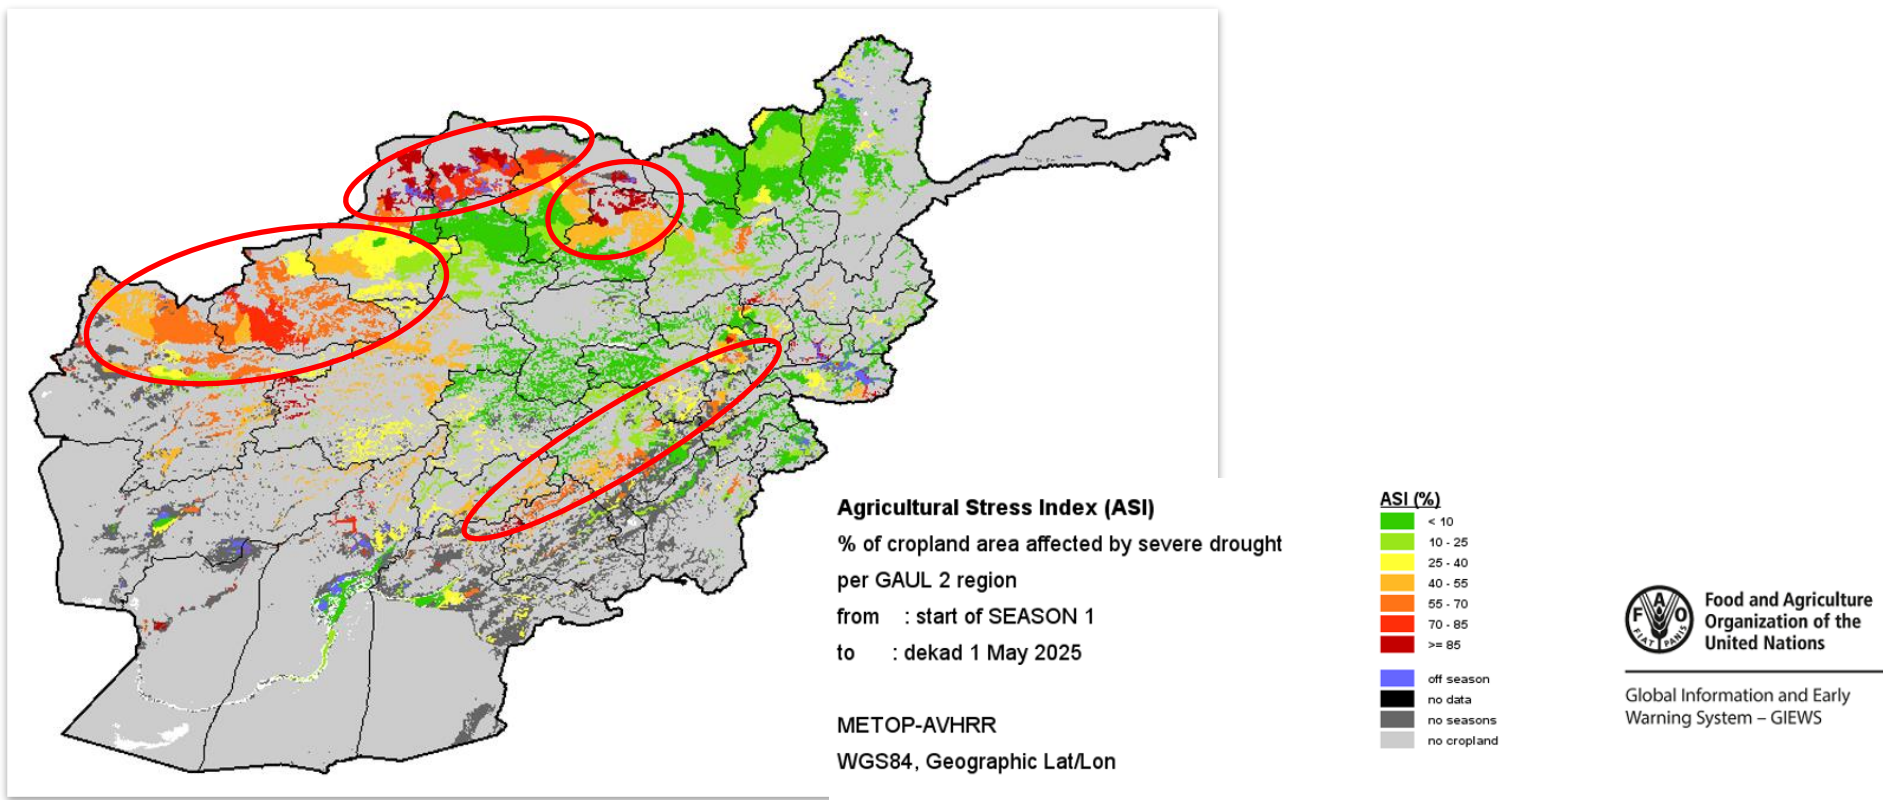 Agricultural Stress Index (ASI)
% of cropland area affected by severe drought
per GAUL 2 region
from : start of SEASON 1
to : dekad 1 May 2025
METOP-AVHRR
WGS84, Geographic Lat/Lon
ASI (%)
< 10
10 - 25
25 - 40
40 - 55
55 - 70
70 - 85
>= 85
off season
no data
no seasons
no cropland
F A O
FIAT PANIS
Food and Agriculture
Organization of the
United Nations
Global Information and Early
Warning System – GIEWS